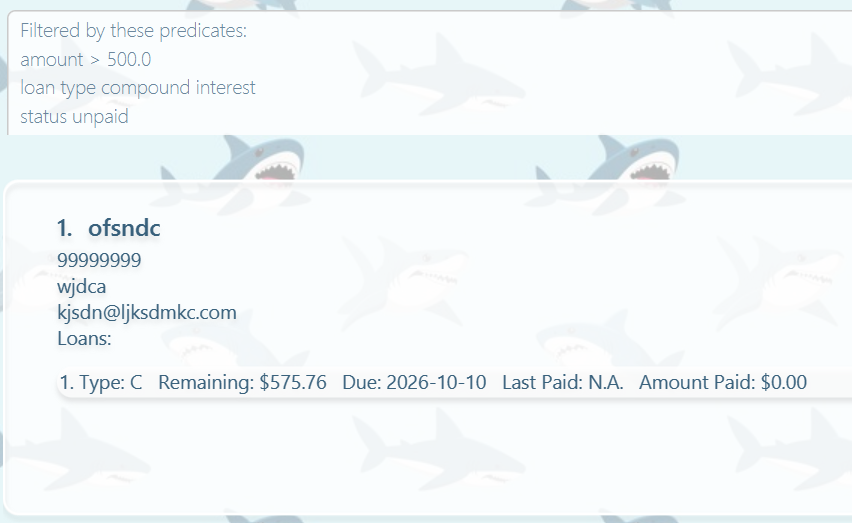 Filtered by these predicates:
amount > 500.0
loan type compound interest
status unpaid
1. ofsndc
99999999
wjdca
kjsdn@ljksdmkc.com
Loans:
1. Type: C Remaining: $575.76 Due: 2026-10-10 Last Paid: N.A. Amount Paid: $0.00